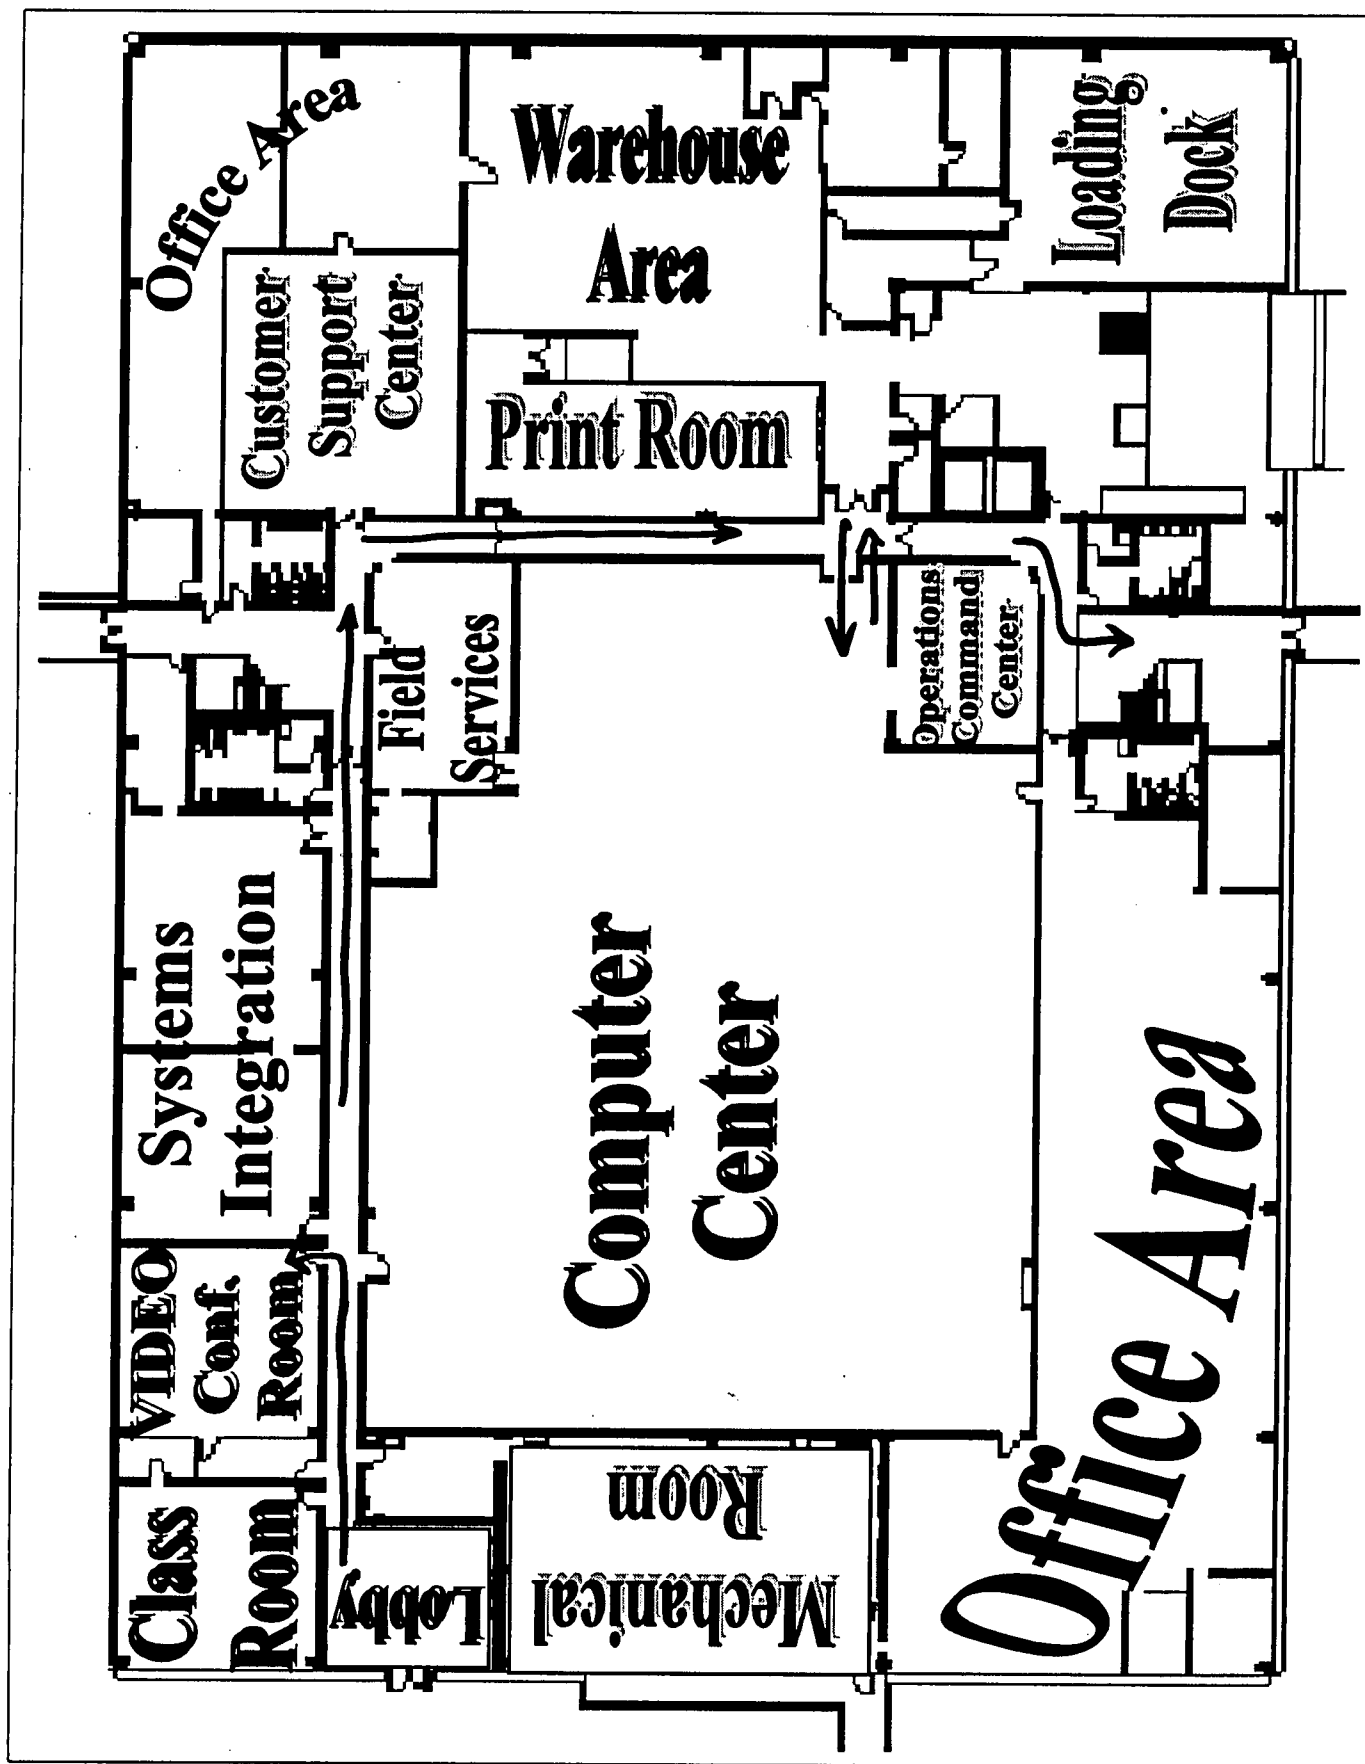 Office Area
Warehouse
Area
Loading
Dock
Customer
Support
Center
Print Room
Field
Services
Operations
Command
Center
Systems
Integration
Computer
Center
VIDEO
Conf.
Room
Class
Room
Lobby
Mechanical
Room
Office Area